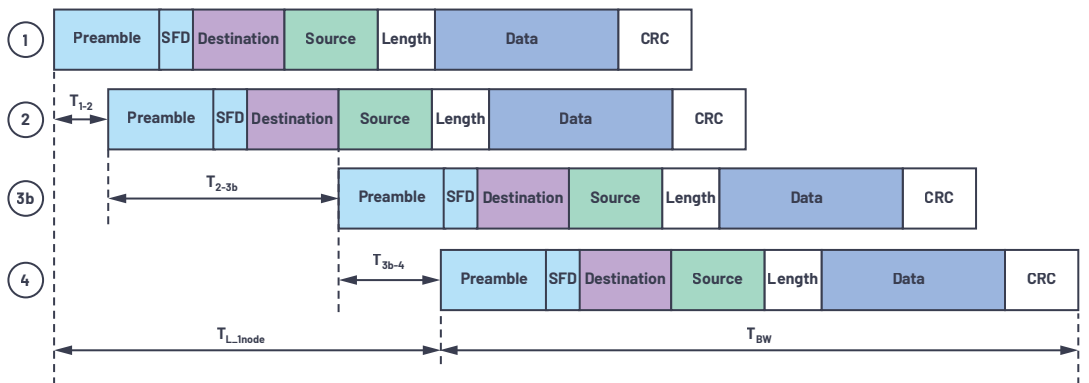 1 Preamble SFD Destination Source Length Data CRC
T1-2
2 Preamble SFD Destination Source Length Data CRC
T2-3b
3b Preamble SFD Destination Source Length Data CRC
T3b-4
4 Preamble SFD Destination Source Length Data CRC
TL_1node TBW